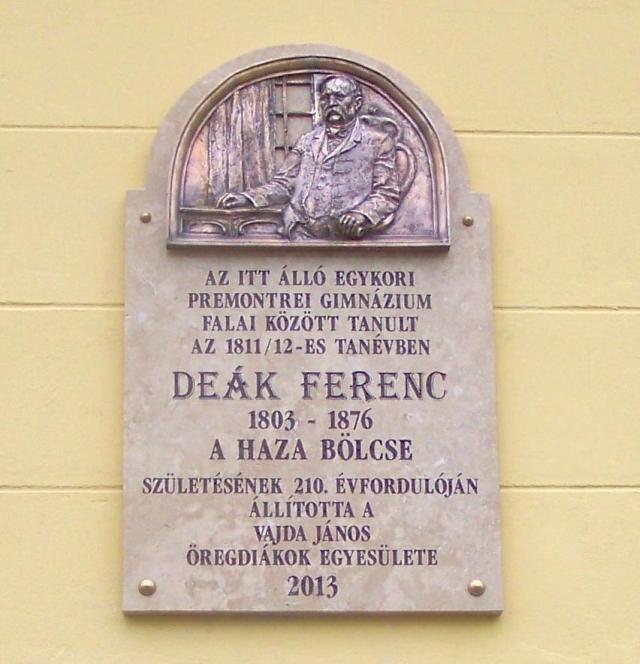 AZ ITT ÁLLÓ EGYKORI
PREMONTREI GIMNÁZIUM
FALAI KÖZÖTT TANULT
AZ 1811/12-ES TANÉVBEN
DEÁK FERENC
1803 - 1876
A HAZA BÖLCSE
SZÜLETÉSÉNEK 210. ÉVFORDULÓJÁN
ÁLLÍTOTTA A
VAJDA JÁNOS
ÖREGDIÁKOK EGYESÜLETE
2013